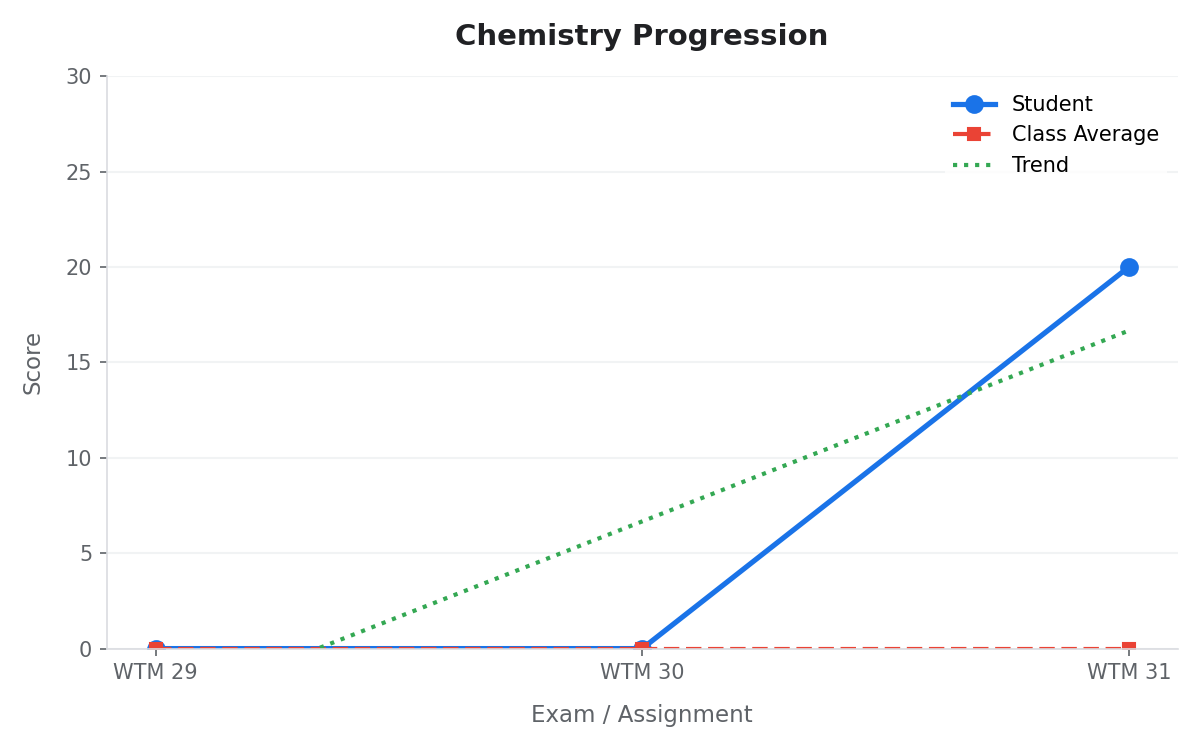 Chemistry Progression
30
25
20
15
10
5
0
Score
Student
Class Average
Trend
WTM 29
WTM 30
WTM 31
Exam / Assignment